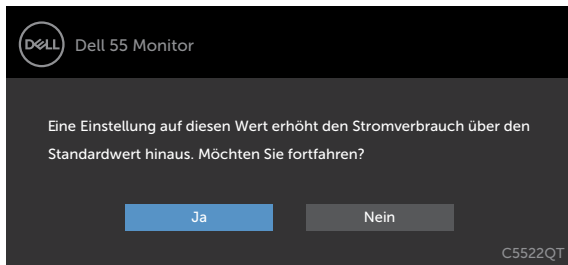 DELL Dell 55 Monitor
Eine Einstellung auf diesen Wert erhöht den Stromverbrauch über den
Standardwert hinaus. Möchten Sie fortfahren?
Ja Nein
C5522QT